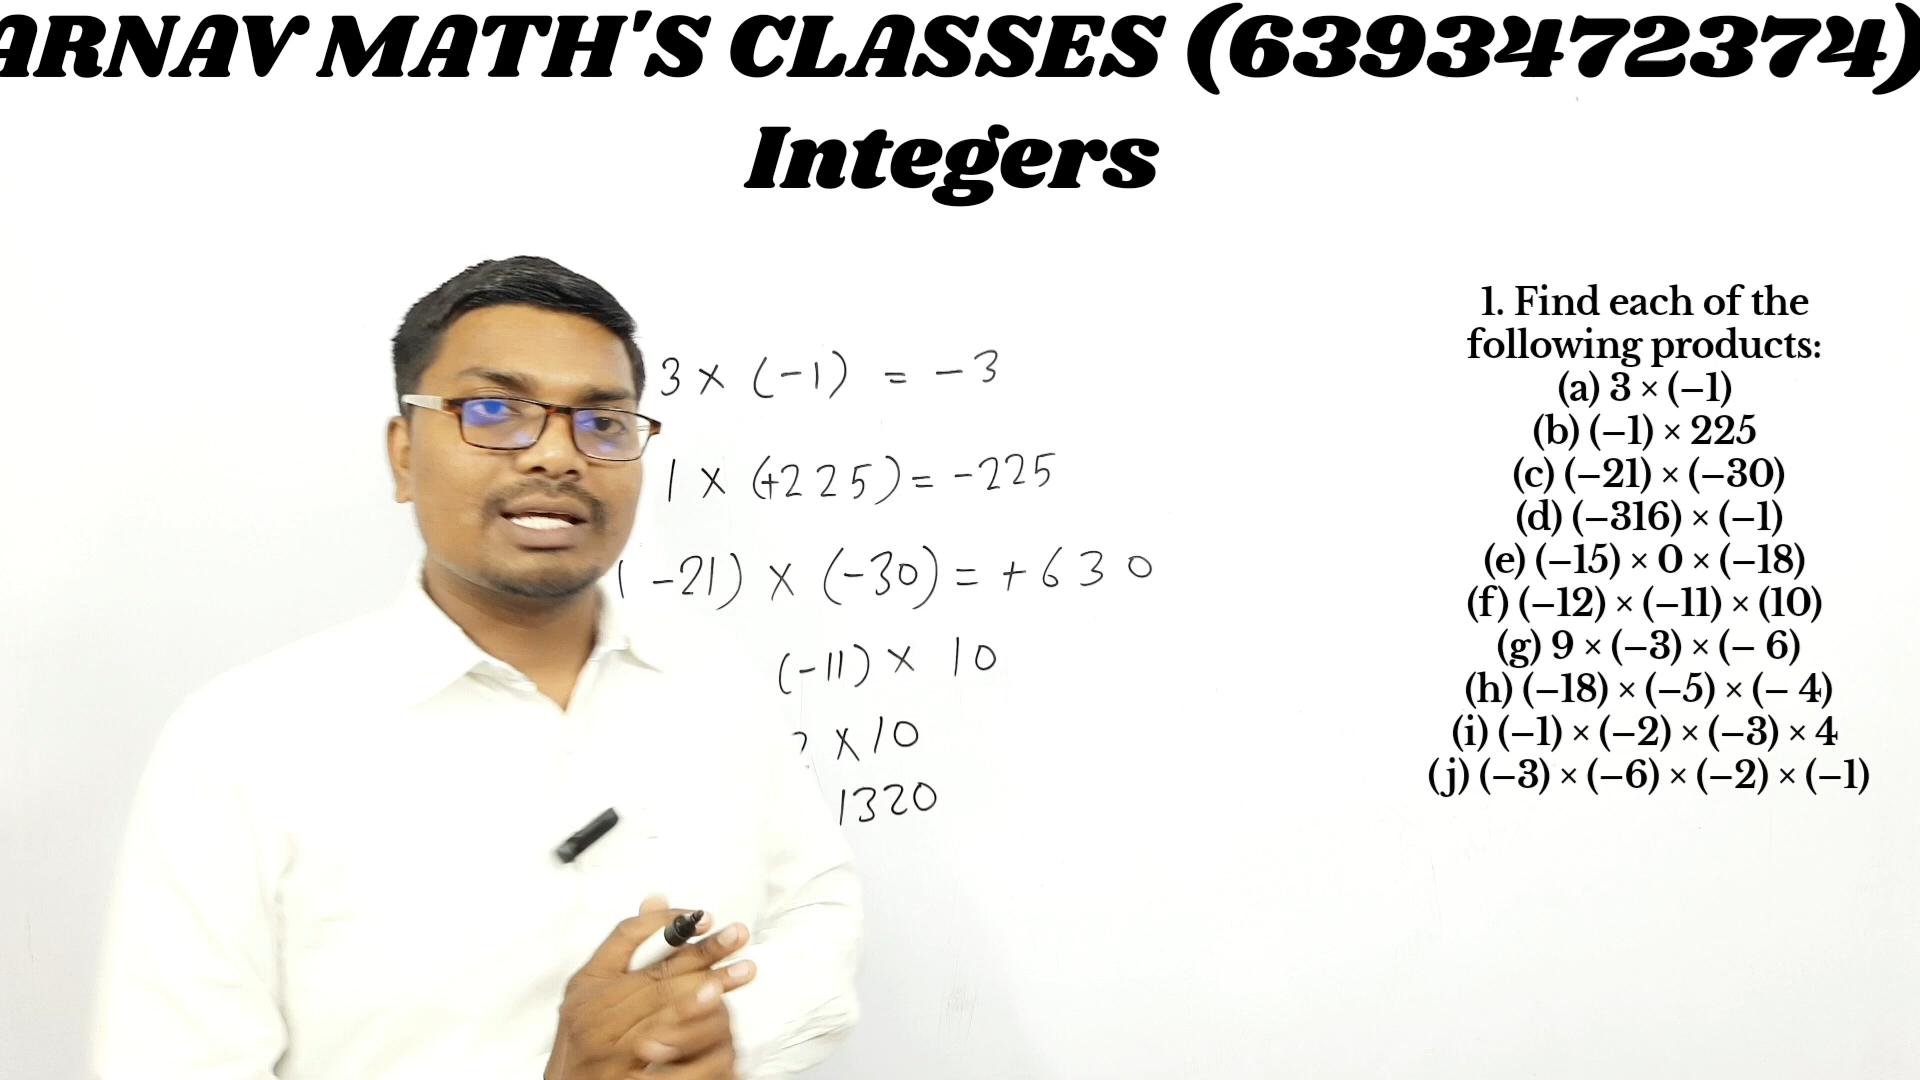 ARNAV MATH'S CLASSES (6393472374)
Integers
1. Find each of the
following products:
(a) 3 × (–1)
(b) (–1) × 225
(c) (–21) × (–30)
(d) (–316) × (–1)
(e) (–15) × 0 × (–18)
(f) (–12) × (–11) × (10)
(g) 9 × (–3) × (– 6)
(h) (–18) × (–5) × (– 4)
(i) (–1) × (–2) × (–3) × 4
(j) (–3) × (–6) × (–2) × (–1)
3 × (-1) = -3
1 × (+225) = -225
(-21) × (-30) = +630
(-11) × 10
× 10
1320